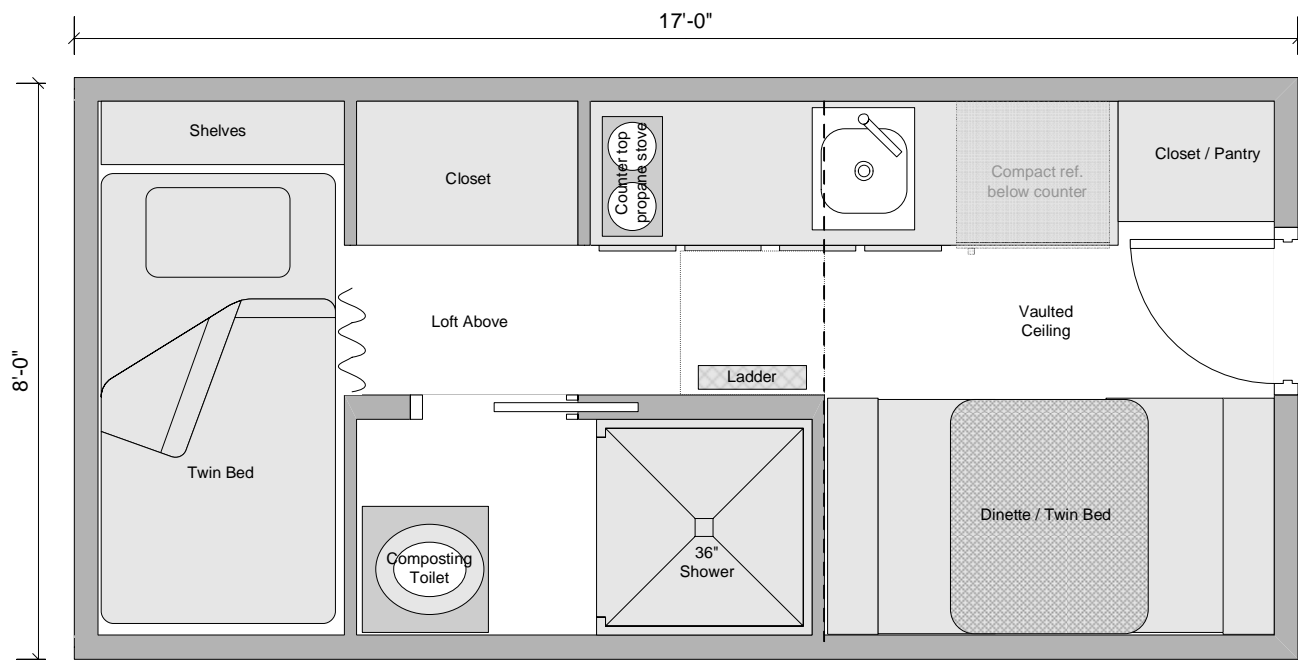 17'-0"
8'-0"
Shelves
Closet
Counter top
propane stove
Compact ref.
below counter
Closet / Pantry
Loft Above
Vaulted
Ceiling
Ladder
Twin Bed
Composting
Toilet
36"
Shower
Dinette / Twin Bed